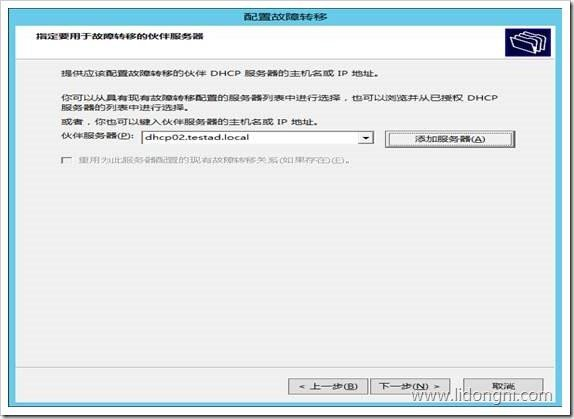 配置故障转移
指定要用于故障转移的伙伴服务器
提供应该配置故障转移的伙伴 DHCP 服务器的主机名或 IP 地址。
你可以从具有现有故障转移配置的服务器列表中进行选择，也可以浏览并从已授权 DHCP
服务器的列表中进行选择。
或者，你也可以键入伙伴服务器的主机名或 IP 地址。
伙伴服务器(P): dhcp02.testad.local 添加服务器(A)
重用为此服务器配置的现有故障转移关系(如果存在)(E)。
< 上一步(B) 下一步(N) > 取消
www.lidongni.com